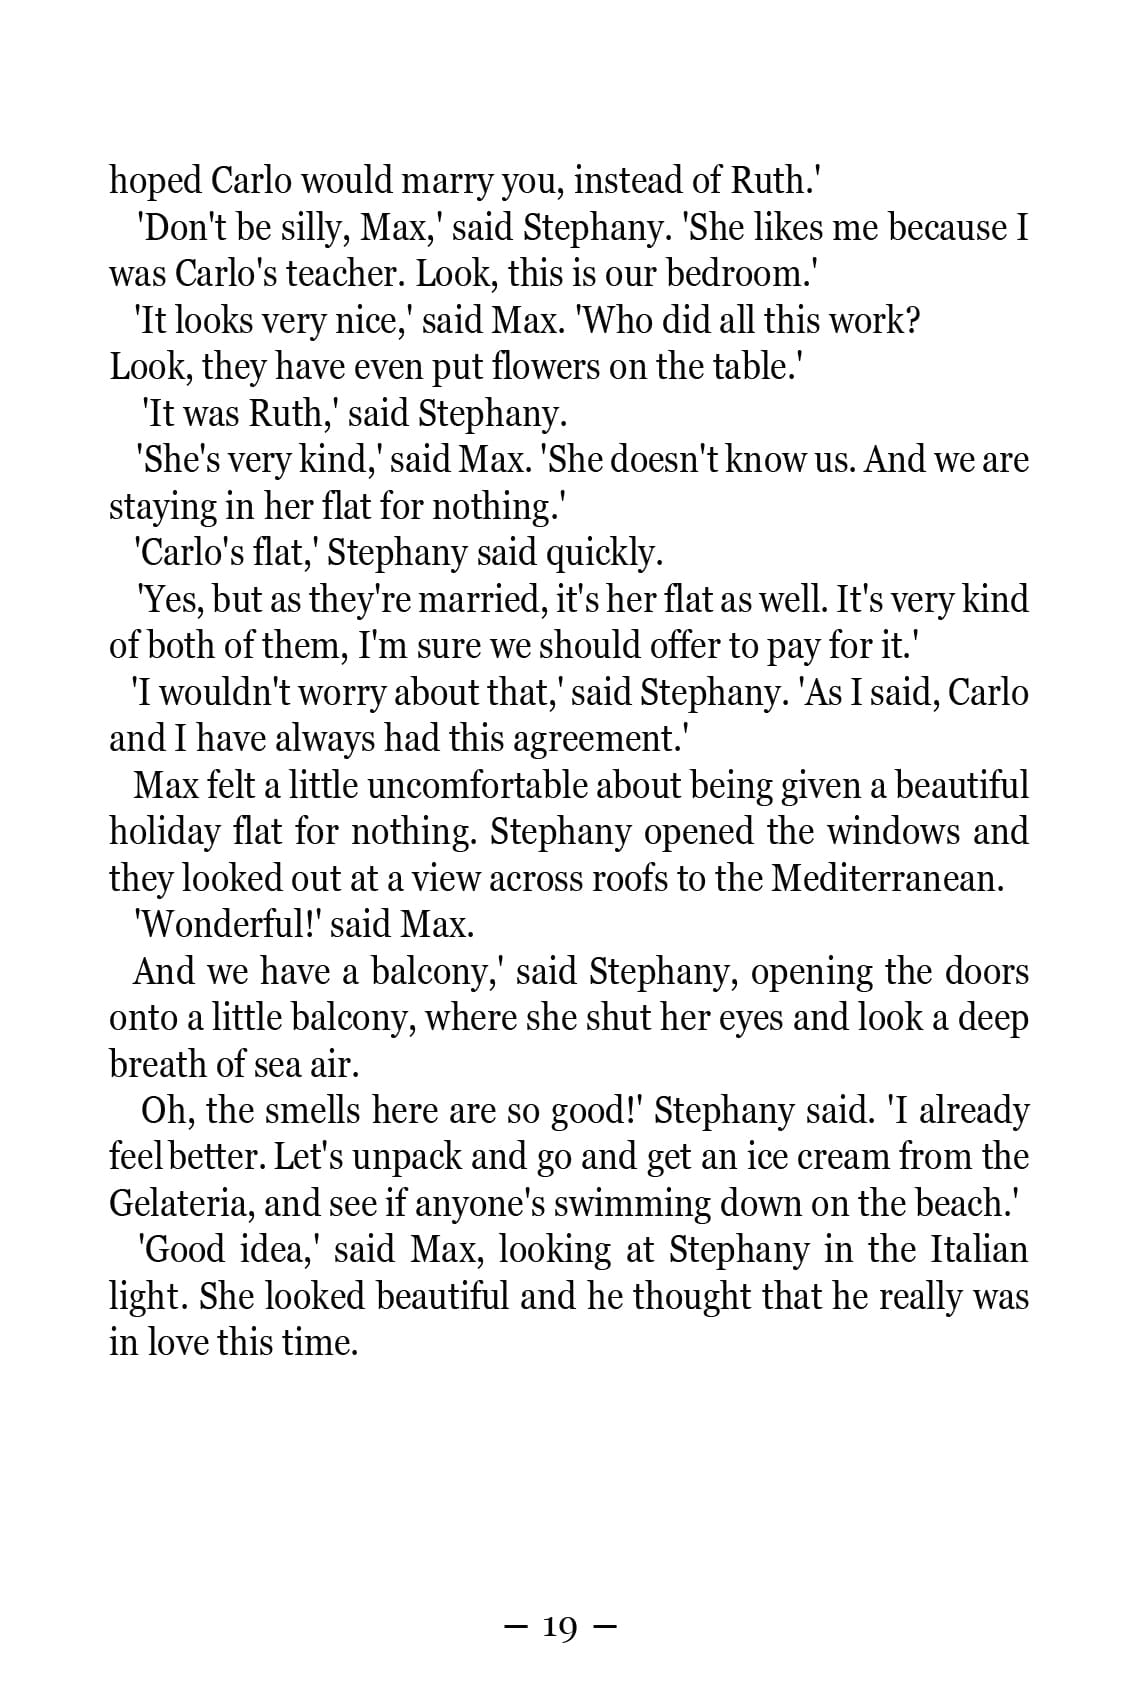 hoped Carlo would marry you, instead of Ruth.'
'Don't be silly, Max,' said Stephany. 'She likes me because I
was Carlo's teacher. Look, this is our bedroom.'
'It looks very nice,' said Max. 'Who did all this work?
Look, they have even put flowers on the table.'
'It was Ruth,' said Stephany.
'She's very kind,' said Max. 'She doesn't know us. And we are
staying in her flat for nothing.'
'Carlo's flat,' Stephany said quickly.
'Yes, but as they're married, it's her flat as well. It's very kind
of both of them, I'm sure we should offer to pay for it.'
'I wouldn't worry about that,' said Stephany. 'As I said, Carlo
and I have always had this agreement.'
Max felt a little uncomfortable about being given a beautiful
holiday flat for nothing. Stephany opened the windows and
they looked out at a view across roofs to the Mediterranean.
'Wonderful!' said Max.
And we have a balcony,' said Stephany, opening the doors
onto a little balcony, where she shut her eyes and look a deep
breath of sea air.
Oh, the smells here are so good!' Stephany said. 'I already
feel better. Let's unpack and go and get an ice cream from the
Gelateria, and see if anyone's swimming down on the beach.'
'Good idea,' said Max, looking at Stephany in the Italian
light. She looked beautiful and he thought that he really was
in love this time.
– 19 –